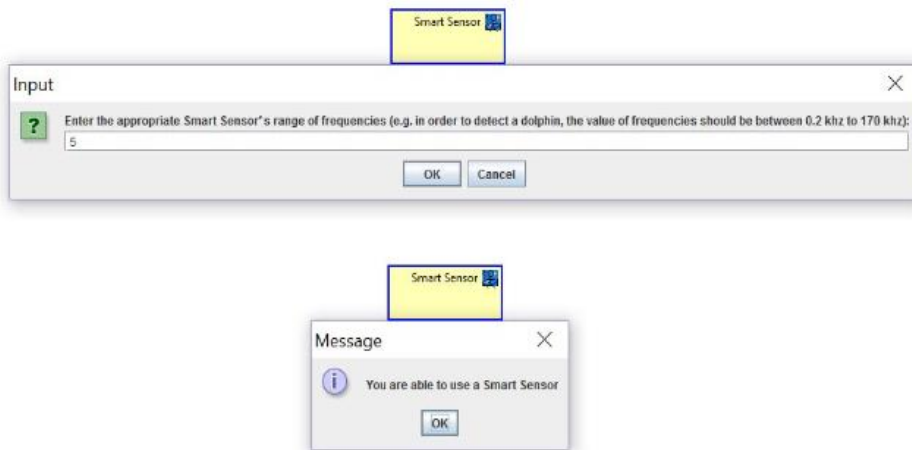 Smart Sensor
Input
?
Enter the appropriate Smart Sensor's range of frequencies (e.g. in order to detect a dolphin, the value of frequencies should be between 0.2 khz to 170 khz):
5
OK Cancel
Smart Sensor
Message
i
You are able to use a Smart Sensor
OK